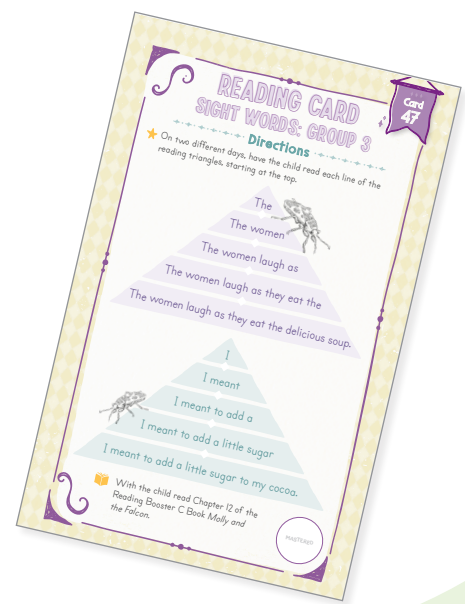 READING CARD
SIGHT WORDS: GROUP 3
Card
47
Directions
On two different days, have the child read each line of the
reading triangles, starting at the top.
The
The women
The women laugh as
The women laugh as they eat the
The women laugh as they eat the delicious soup.
I
I meant
I meant to add a
I meant to add a little sugar
I meant to add a little sugar to my cocoa.
With the child read Chapter 12 of the
Reading Booster C Book Molly and
the Falcon.
MASTERED